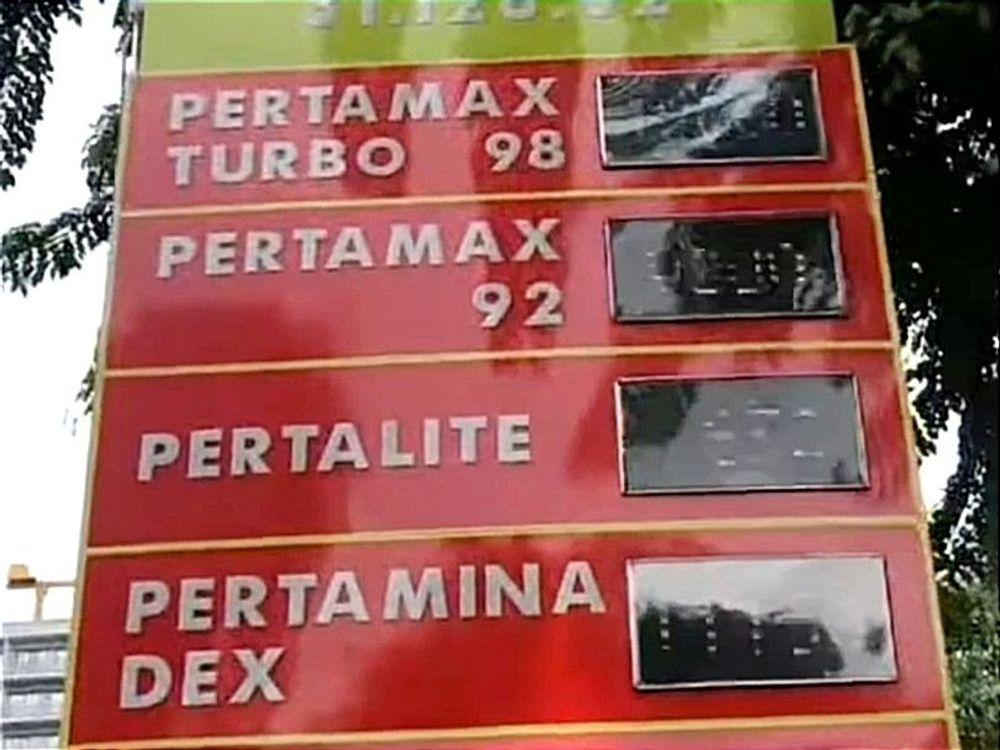 PERTAMAX
TURBO 98
PERTAMAX
92
PERTALITE
PERTAMINA
DEX